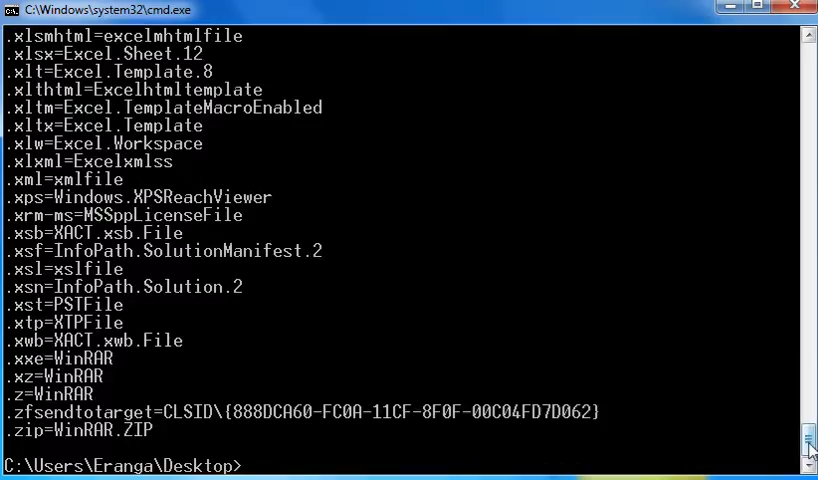 C:\Windows\system32\cmd.exe
.xlsmhtml=excelmhtmlfile
.xlsx=Excel.Sheet.12
.xlt=Excel.Template.8
.xlthtml=Excelhtmltemplate
.xltm=Excel.TemplateMacroEnabled
.xltx=Excel.Template
.xlw=Excel.Workspace
.xlxml=Excelxmlss
.xml=xmlfile
.xps=Windows.XPSReachViewer
.xrm-ms=MSSppLicenseFile
.xsb=XACT.xsb.File
.xsf=InfoPath.SolutionManifest.2
.xsl=xslfile
.xsn=InfoPath.Solution.2
.xst=PSTFile
.xtp=XTPFile
.xwb=XACT.xwb.File
.xxe=WinRAR
.xz=WinRAR
.z=WinRAR
.zfsendtotarget=CLSID\{888DCA60-FC0A-11CF-8F0F-00C04FD7D062}
.zip=WinRAR.ZIP
C:\Users\Eranga\Desktop>